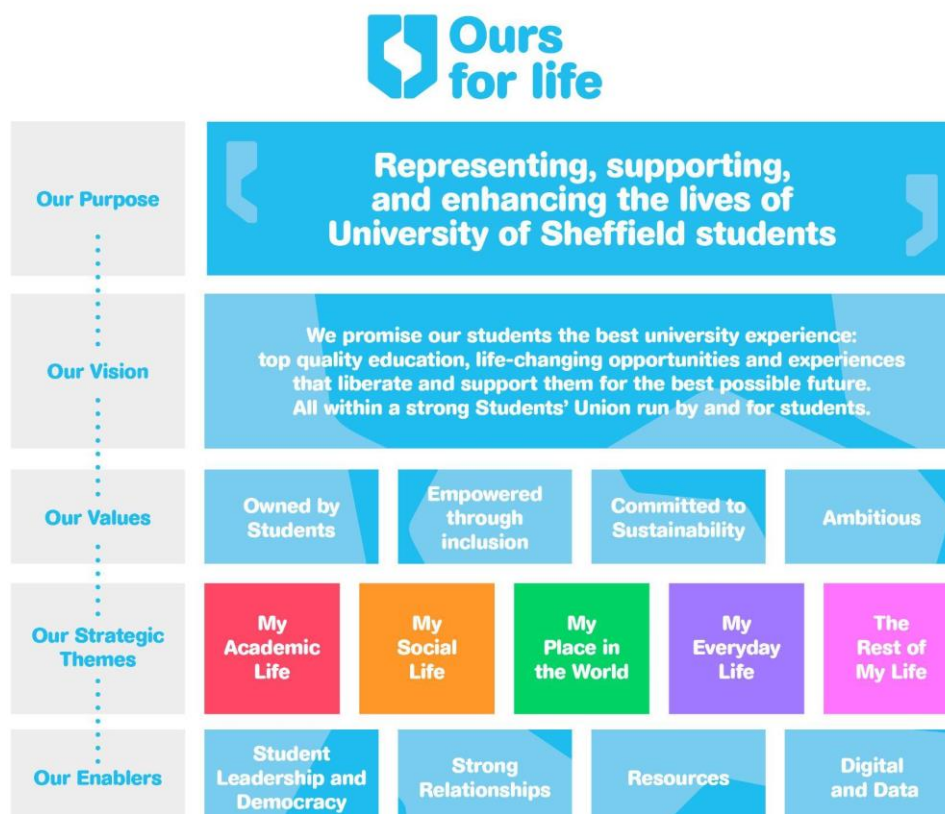 Ours
for life
Our Purpose
Representing, supporting,
and enhancing the lives of
University of Sheffield students
Our Vision
We promise our students the best university experience:
top quality education, life-changing opportunities and experiences
that liberate and support them for the best possible future.
All within a strong Students’ Union run by and for students.
Our Values
Owned by
Students
Empowered
through
inclusion
Committed to
Sustainability
Ambitious
Our Strategic
Themes
My
Academic
Life
My
Social
Life
My
Place in
the World
My
Everyday
Life
The
Rest of
My Life
Our Enablers
Student
Leadership and
Democracy
Strong
Relationships
Resources
Digital
and Data